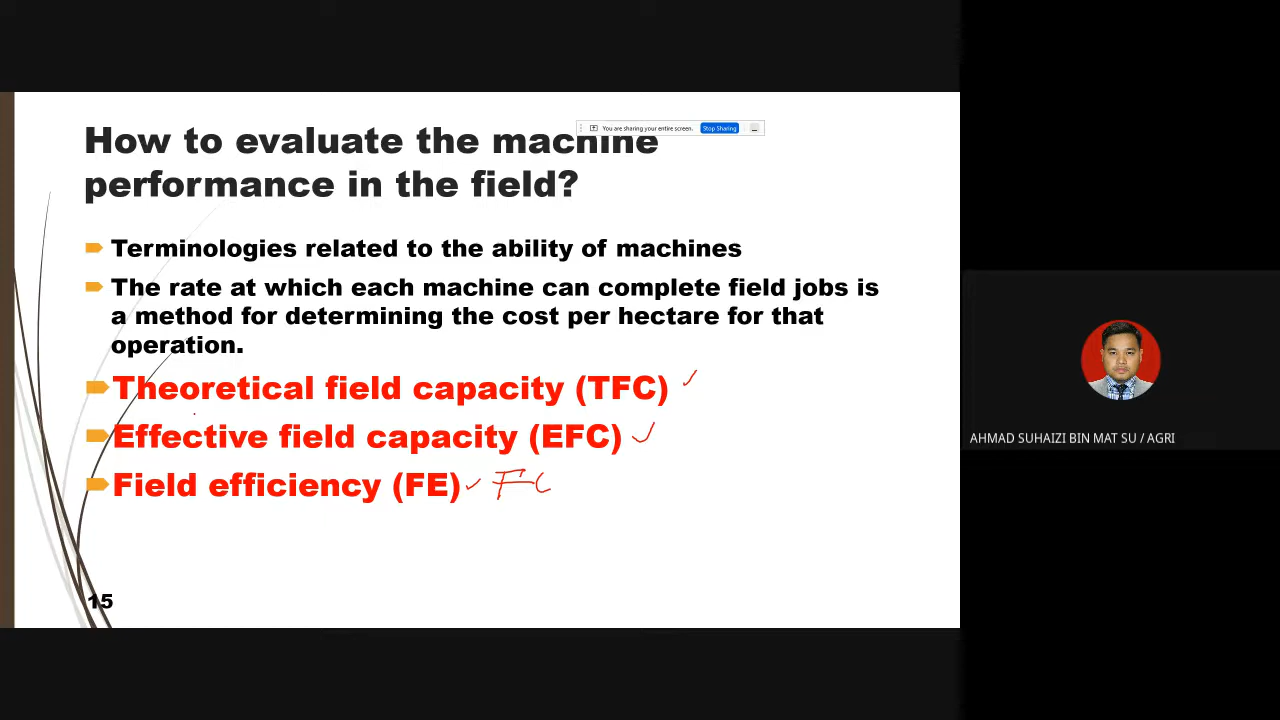 How to evaluate the machine
performance in the field?
You are sharing your entire screen.
Stop Sharing
Terminologies related to the ability of machines
The rate at which each machine can complete field jobs is
a method for determining the cost per hectare for that
operation.
Theoretical field capacity (TFC)
Effective field capacity (EFC)
Field efficiency (FE) FC
15
AHMAD SUHAIZI BIN MAT SU / AGRI